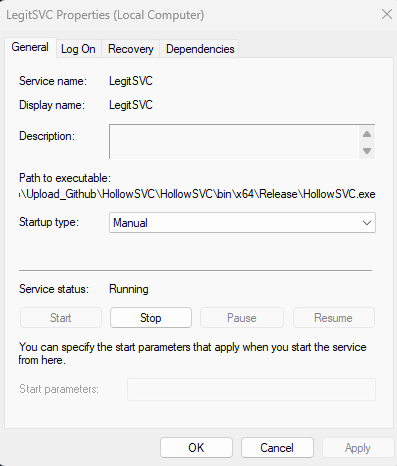 LegitSVC Properties (Local Computer)
General Log On Recovery Dependencies
Service name: LegitSVC
Display name: LegitSVC
Description:
Path to executable:
\Upload_Github\HollowSVC\HollowSVC\bin\x64\Release\HollowSVC.exe
Startup type: Manual
Service status: Running
Start Stop Pause Resume
You can specify the start parameters that apply when you start the service
from here.
Start parameters:
OK Cancel Apply